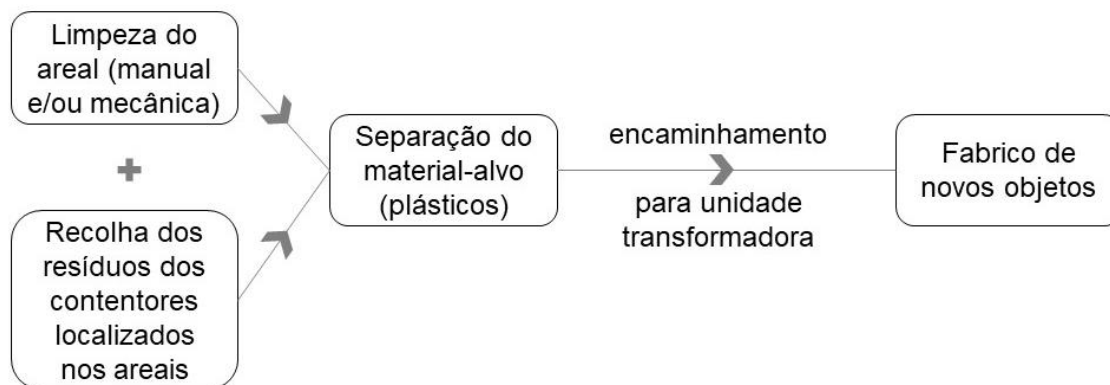 Limpeza do
areal (manual
e/ou mecânica)
+
Recolha dos
resíduos dos
contentores
localizados
nos areais
Separação do
material-alvo
(plásticos)
encaminhamento
para unidade
transformadora
Fabrico de
novos objetos